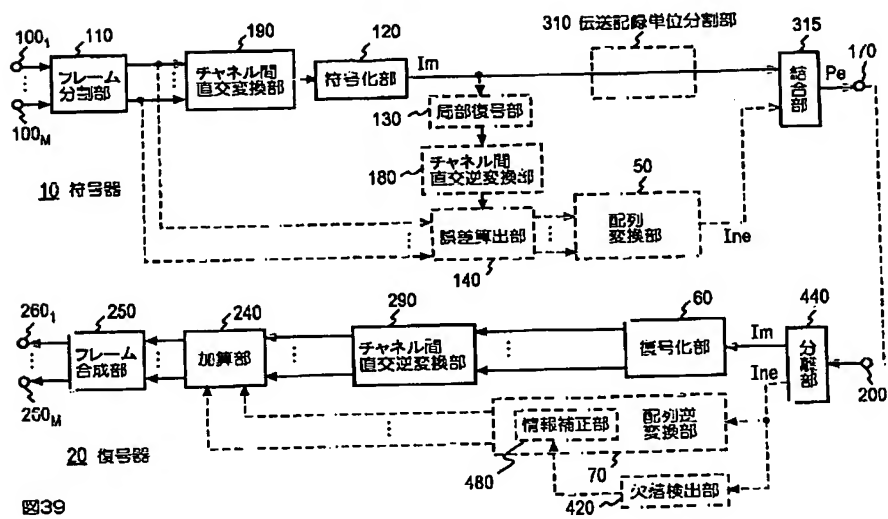 100₁
110
190
120
310 伝送記録単位分割部
315
170
フレーム
分割部
チャネル間
直交変換部
符号化部
Im
結合部
Pe
100M
130
局部復号部
180
チャネル間
直交逆変換部
10 符号器
50
誤差算出部
配列
変換部
Ine
140
260₁
250
240
290
60
440
フレーム
合成部
加算部
チャネル間
直交逆変換部
復号化部
Im
分離部
Ine
200
250M
情報補正部
配列逆
変換部
20 復号器
480
70
欠落検出部
420
図39